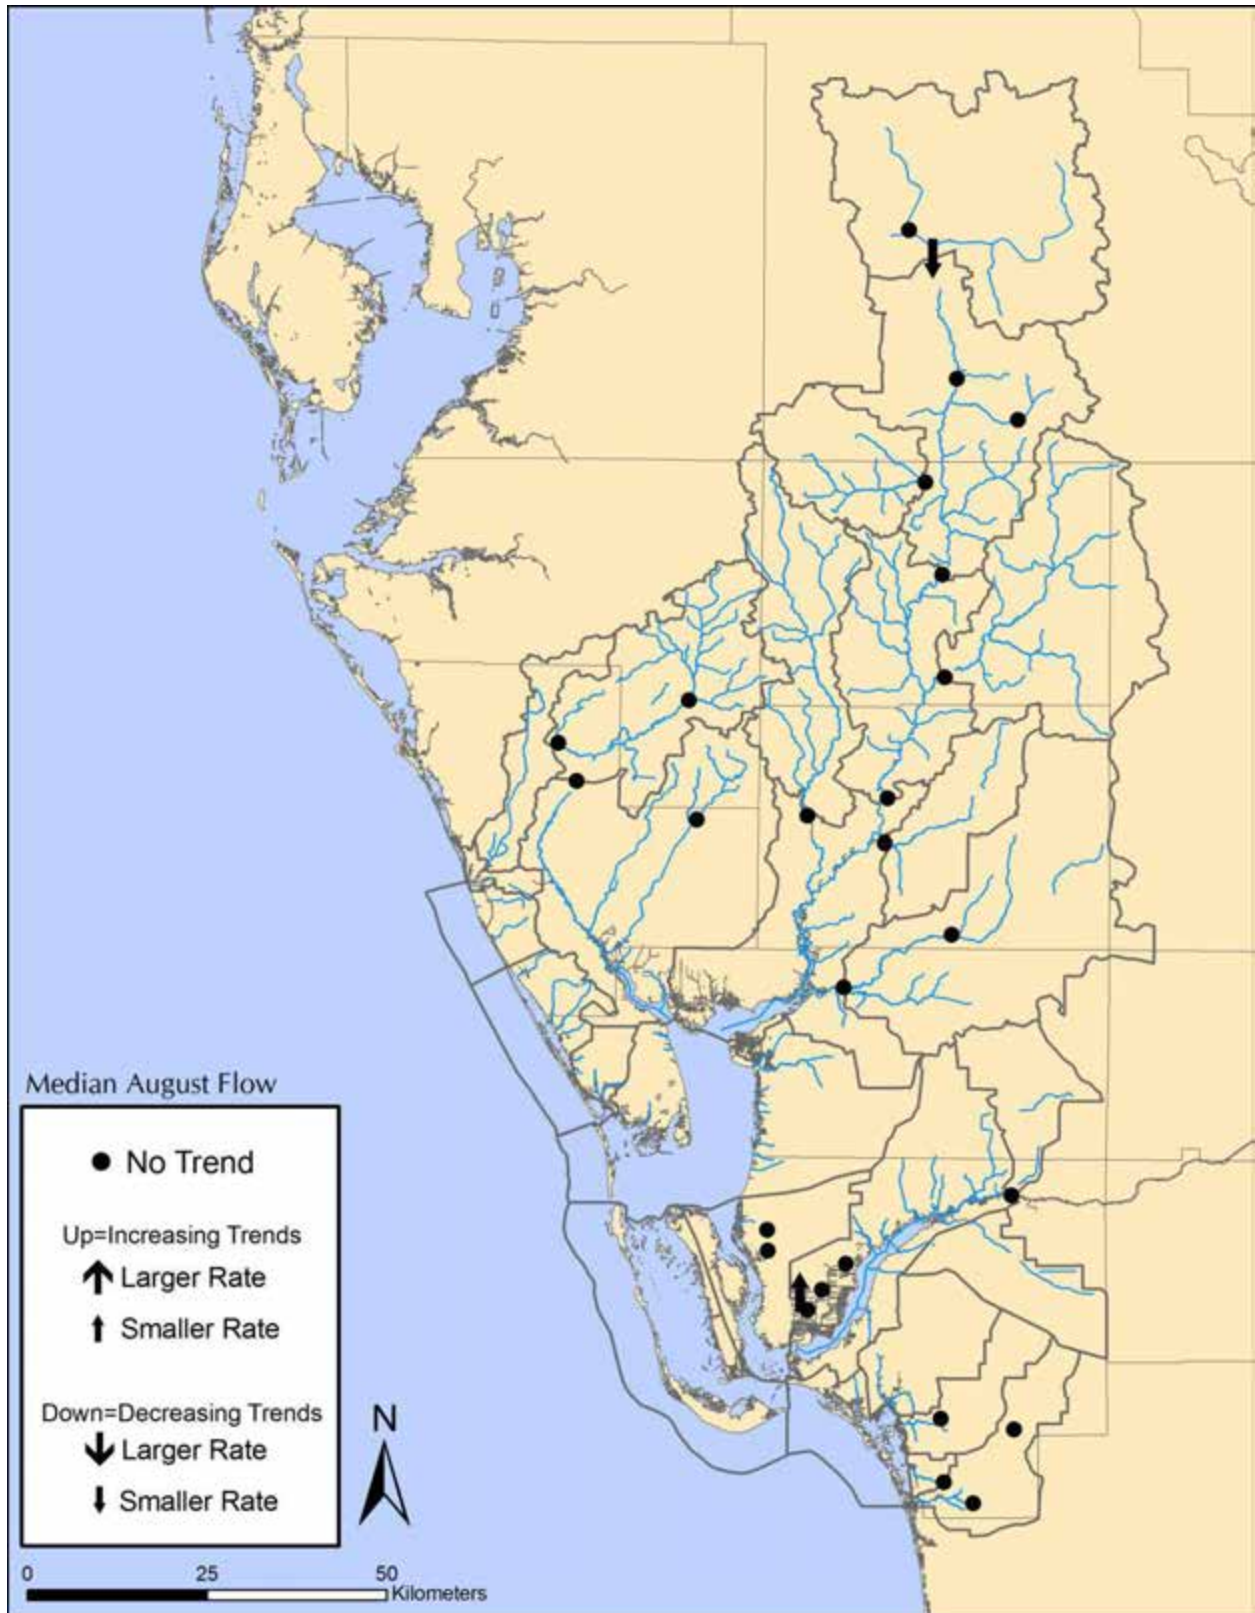 Median August Flow
No Trend
Up=Increasing Trends
Larger Rate
Smaller Rate
Down=Decreasing Trends
Larger Rate
Smaller Rate
N
0 25 50
Kilometers